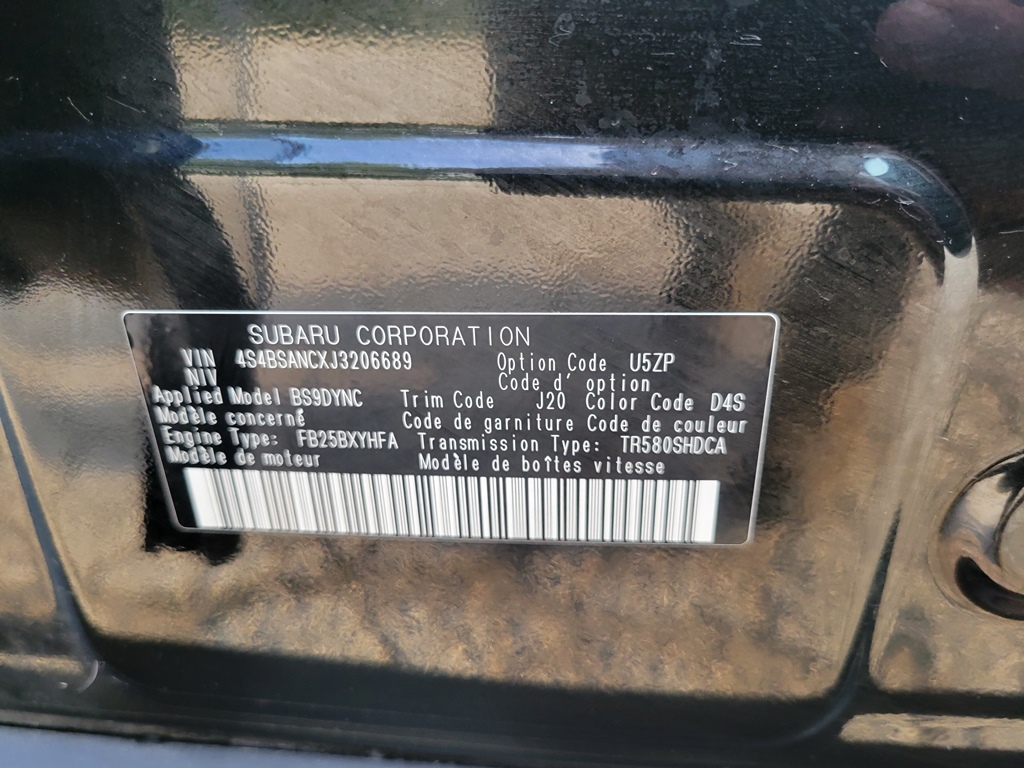 SUBARU CORPORATION
VIN 4S4BSANCXJ3206689 Option Code U5ZP
NIV Code d' option
Applied Model BS9DYNC Trim Code J20 Color Code D4S
Modèle concerné Code de garniture Code de couleur
Engine Type: FB25BXYHFA Transmission Type: TR580SHDCA
Modèle de moteur Modèle de boîtes vitesse